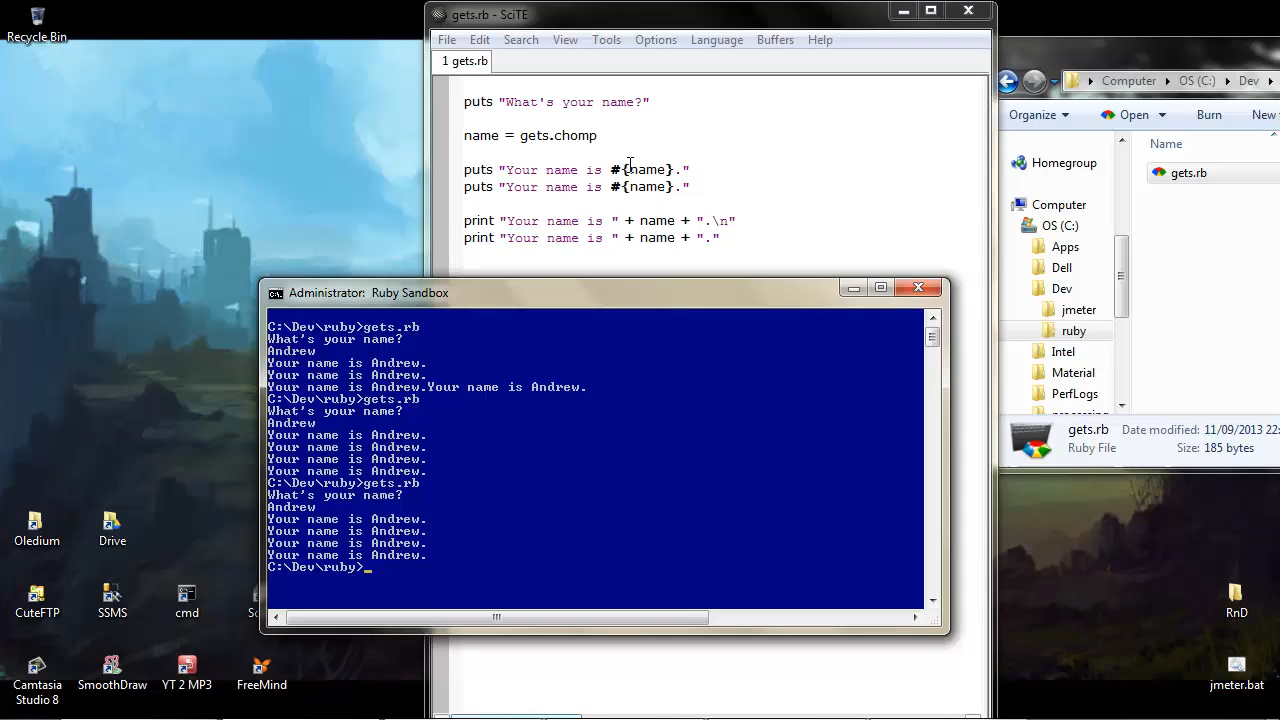 Recycle Bin
gets.rb - SciTE
File Edit Search View Tools Options Language Buffers Help
1 gets.rb
puts "What's your name?"
name = gets.chomp
puts "Your name is #{name}."
puts "Your name is #{name}."
print "Your name is " + name + ".\n"
print "Your name is " + name + "."
Administrator: Ruby Sandbox
C:\Dev\ruby>gets.rb
What's your name?
Andrew
Your name is Andrew.
Your name is Andrew.
Your name is Andrew.Your name is Andrew.
C:\Dev\ruby>gets.rb
What's your name?
Andrew
Your name is Andrew.
Your name is Andrew.
Your name is Andrew.
Your name is Andrew.
C:\Dev\ruby>gets.rb
What's your name?
Andrew
Your name is Andrew.
Your name is Andrew.
Your name is Andrew.
Your name is Andrew.
C:\Dev\ruby>_
Computer OS (C:) Dev
Organize Open Burn New
Homegroup
Computer
OS (C:)
Apps
Dell
Dev
jmeter
ruby
Intel
Material
PerfLogs
Name
gets.rb
gets.rb Date modified: 11/09/2013 22:
Ruby File Size: 185 bytes
Oledium Drive
CuteFTP SSMS cmd
Camtasia Studio 8 SmoothDraw YT 2 MP3 FreeMind
RnD
jmeter.bat